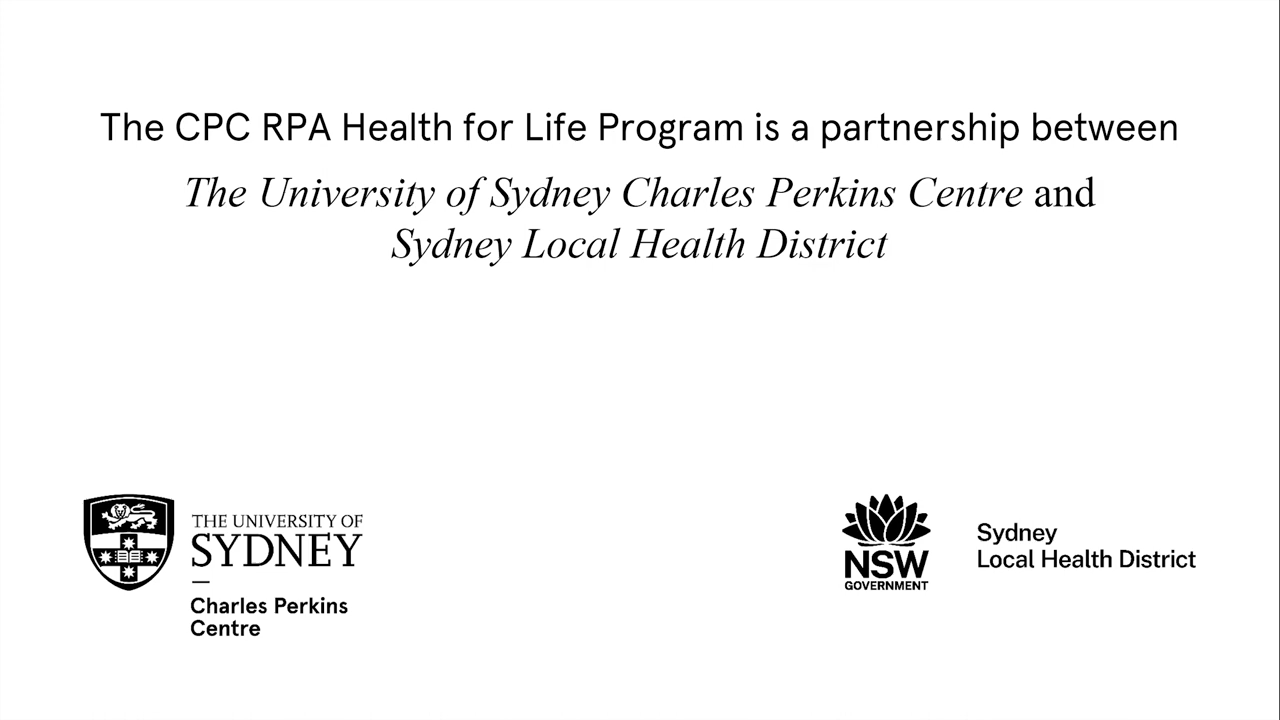 The CPC RPA Health for Life Program is a partnership between
The University of Sydney Charles Perkins Centre and
Sydney Local Health District
THE UNIVERSITY OF
SYDNEY
Charles Perkins
Centre
NSW
GOVERNMENT
Sydney
Local Health District